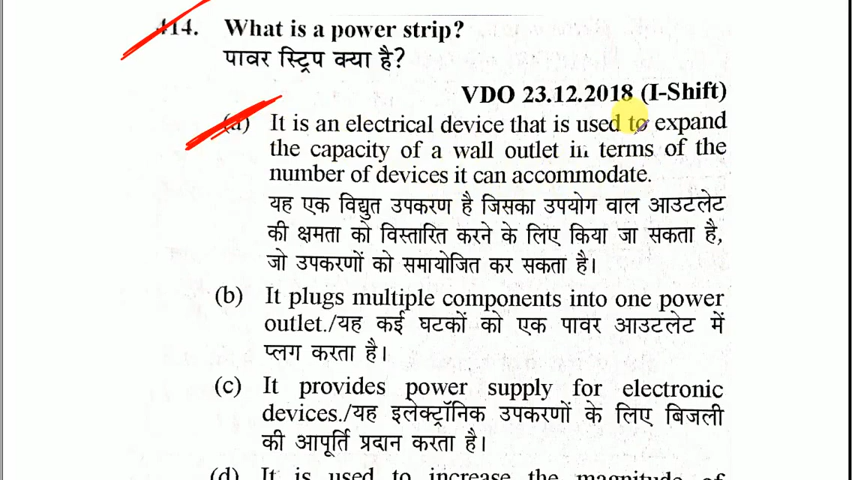 414. What is a power strip?
पावर स्ट्रिप क्या है?
VDO 23.12.2018 (I-Shift)
(a) It is an electrical device that is used to expand
the capacity of a wall outlet in terms of the
number of devices it can accommodate.
यह एक विद्युत उपकरण है जिसका उपयोग वाल आउटलेट
की क्षमता को विस्तारित करने के लिए किया जा सकता है,
जो उपकरणों को समायोजित कर सकता है।
(b) It plugs multiple components into one power
outlet./यह कई घटकों को एक पावर आउटलेट में
प्लग करता है।
(c) It provides power supply for electronic
devices./यह इलेक्ट्रॉनिक उपकरणों के लिए बिजली
की आपूर्ति प्रदान करता है।
(d) It is used to increase the magnitude of